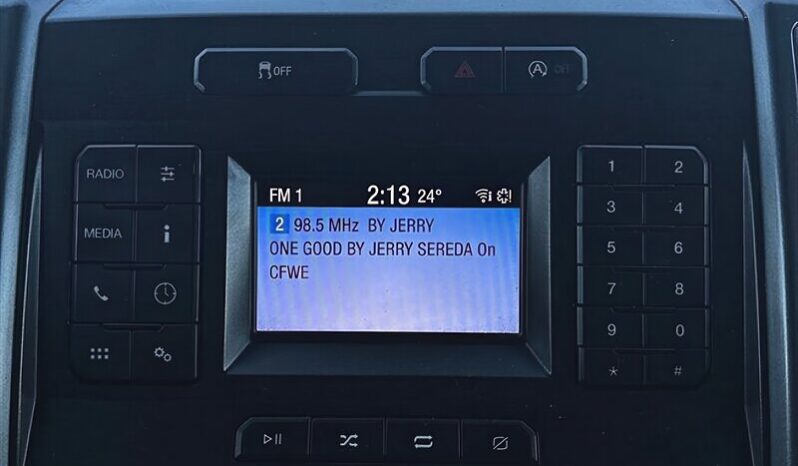 OFF
A OFF
RADIO
MEDIA
i
FM 1 2:13 24°
2 98.5 MHz BY JERRY
ONE GOOD BY JERRY SEREDA On
CFWE
1 2
3 4
5 6
7 8
9 0
* #